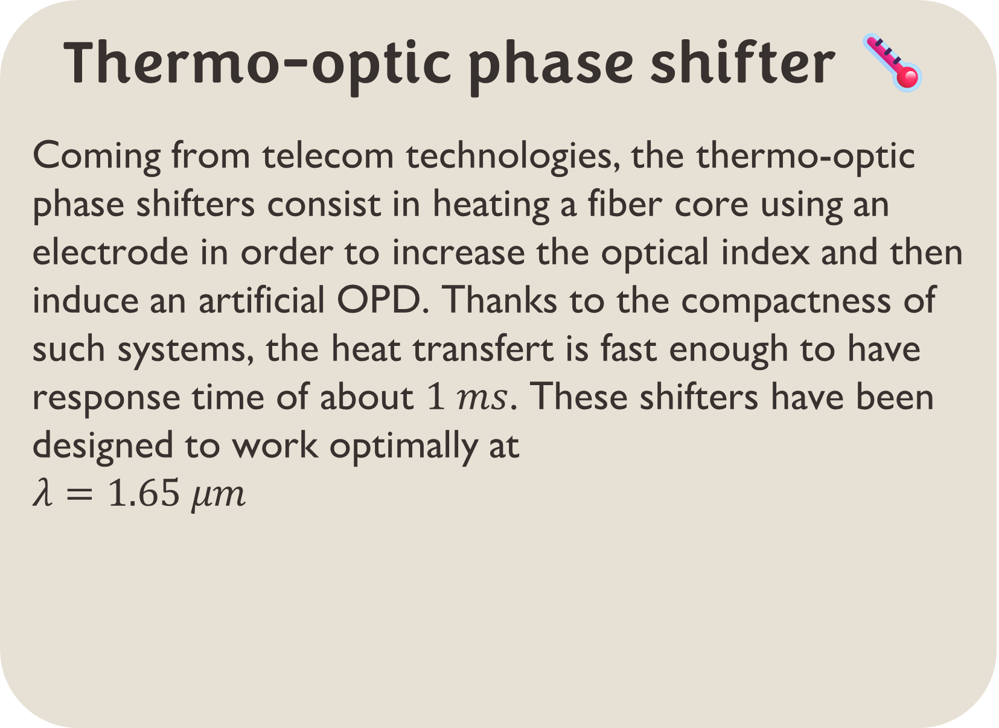 Thermo-optic phase shifter
Coming from telecom technologies, the thermo-optic
phase shifters consist in heating a fiber core using an
electrode in order to increase the optical index and then
induce an artificial OPD. Thanks to the compactness of
such systems, the heat transfert is fast enough to have
response time of about 1 ms. These shifters have been
designed to work optimally at
λ = 1.65 μm